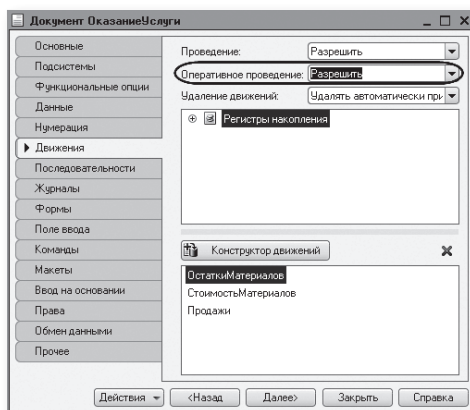 Документ ОказаниеУслуги
Основные
Подсистемы
Функциональные опции
Данные
Нумерация
Движения
Последовательности
Журналы
Формы
Поле ввода
Команды
Макеты
Ввод на основании
Права
Обмен данными
Прочее
Проведение: Разрешить
Оперативное проведение: Разрешить
Удаление движений: Удалять автоматически при
Регистры накопления
Конструктор движений
ОстаткиМатериалов
СтоимостьМатериалов
Продажи
Действия <Назад Далее> Закрыть Справка